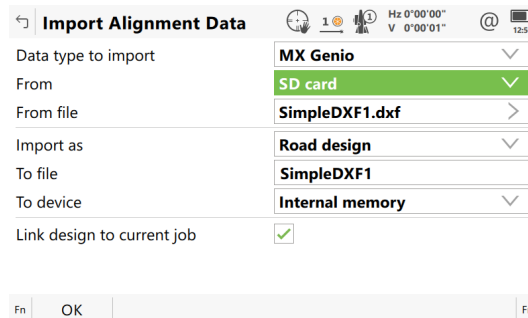 Import Alignment Data 1 1 Hz 0°00'00" @
V 0°00'01"
Data type to import MX Genio
From SD card
From file SimpleDXF1.dxf
Import as Road design
To file SimpleDXF1
To device Internal memory
Link design to current job
Fn OK